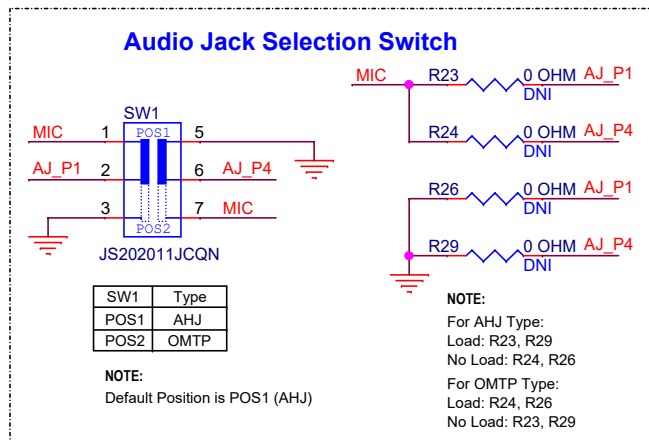 Audio Jack Selection Switch
SW1
MIC 1 POS1 5
AJ_P1 2 6 AJ_P4
3 7 MIC
POS2
JS202011JCQN
MIC R23 0 OHM AJ_P1
DNI
R24 0 OHM AJ_P4
DNI
R26 0 OHM AJ_P1
DNI
R29 0 OHM AJ_P4
DNI
SW1 Type
POS1 AHJ
POS2 OMTP
NOTE:
Default Position is POS1 (AHJ)
NOTE:
For AHJ Type:
Load: R23, R29
No Load: R24, R26
For OMTP Type:
Load: R24, R26
No Load: R23, R29